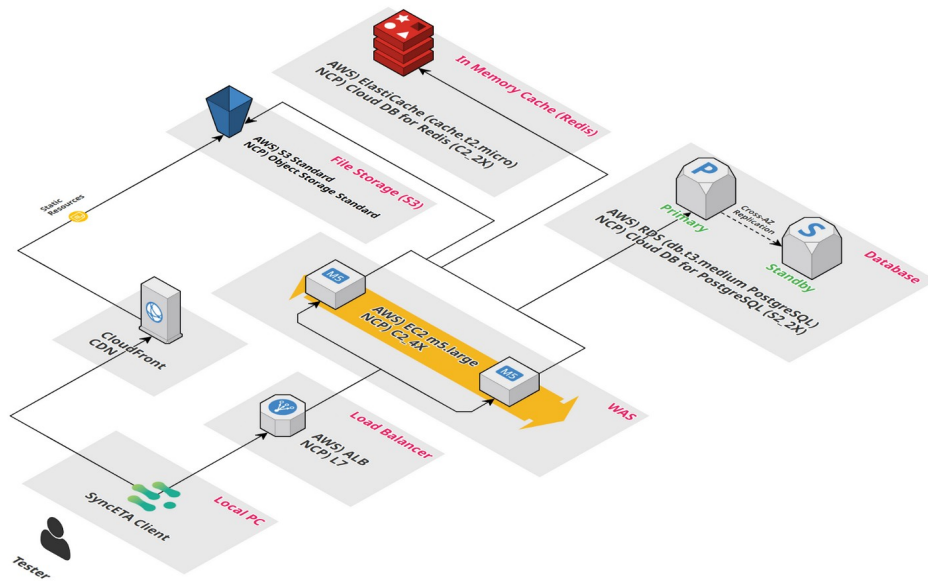 In Memory Cache (Redis)
AWS) ElastiCache (cache.t2.micro)
NCP) Cloud DB for Redis (C2_2X)
File Storage (S3)
AWS) S3 Standard
NCP) Object Storage Standard
Static
Resources
P
Primary
Cross-AZ
Replication
S
Standby
Database
AWS) RDS (db.t3.medium PostgreSQL)
NCP) Cloud DB for PostgreSQL (S2_2X)
M5
AWS) EC2 m5.large
NCP) C2_4X
M5
WAS
CloudFront
CDN
Load Balancer
AWS) ALB
NCP) L7
Local PC
SyncETA Client
Tester